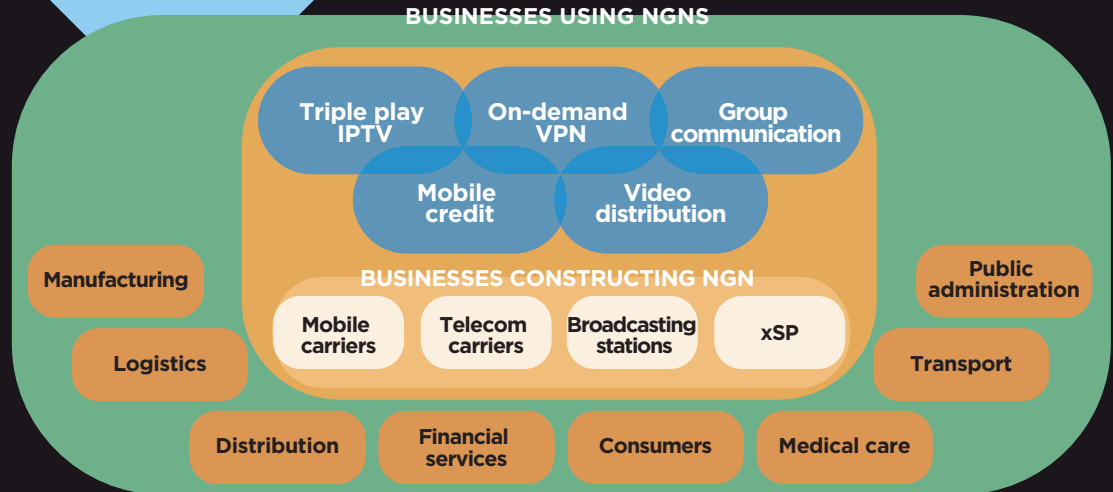 BUSINESSES USING NGNS
Triple play
IPTV
On-demand
VPN
Group
communication
Mobile
credit
Video
distribution
BUSINESSES CONSTRUCTING NGN
Mobile
carriers
Telecom
carriers
Broadcasting
stations
xSP
Manufacturing
Logistics
Distribution
Financial
services
Consumers
Medical care
Transport
Public
administration